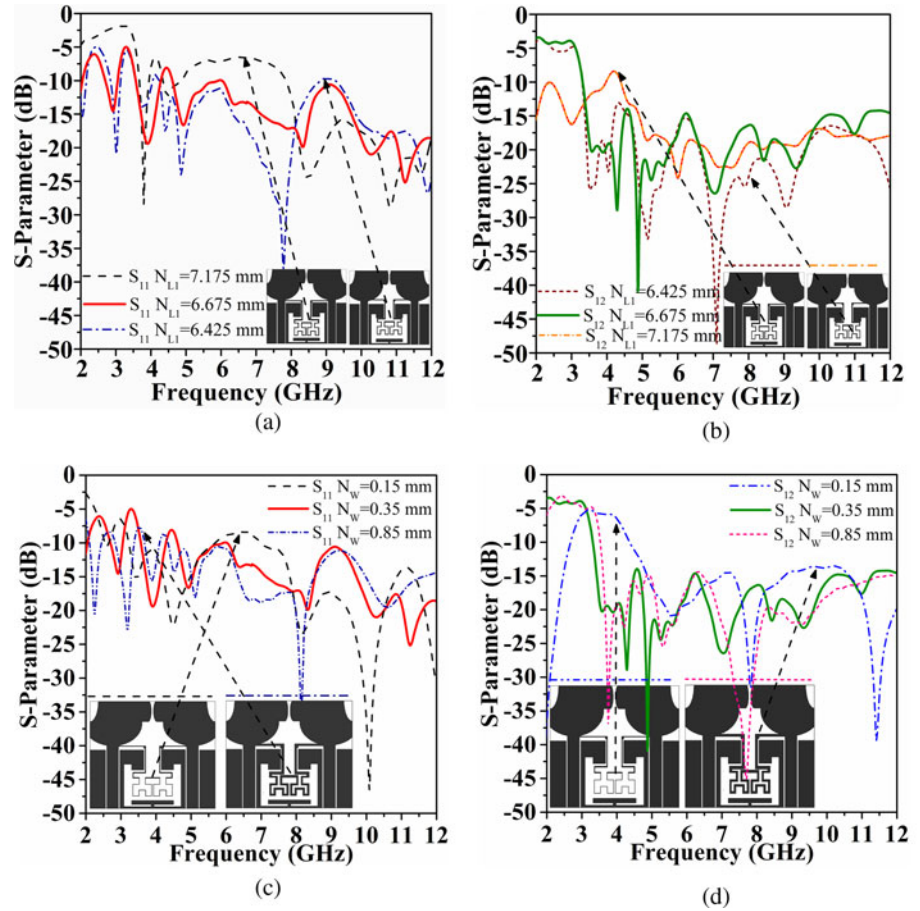 0
-5
-10
-15
-20
-25
-30
-35
-40
-45
-50
S-Parameter (dB)
S11 NL1=7.175 mm
S11 NL1=6.675 mm
S11 NL1=6.425 mm
2 3 4 5 6 7 8 9 10 11 12
Frequency (GHz)
(a)
0
-5
-10
-15
-20
-25
-30
-35
-40
-45
-50
S-Parameter (dB)
S12 NL1=6.425 mm
S12 NL1=6.675 mm
S12 NL1=7.175 mm
2 3 4 5 6 7 8 9 10 11 12
Frequency (GHz)
(b)
0
-5
-10
-15
-20
-25
-30
-35
-40
-45
-50
S-Parameter (dB)
S11 NW=0.15 mm
S11 NW=0.35 mm
S11 NW=0.85 mm
2 3 4 5 6 7 8 9 10 11 12
Frequency (GHz)
(c)
0
-5
-10
-15
-20
-25
-30
-35
-40
-45
-50
S-Parameter (dB)
S12 NW=0.15 mm
S12 NW=0.35 mm
S12 NW=0.85 mm
2 3 4 5 6 7 8 9 10 11 12
Frequency (GHz)
(d)